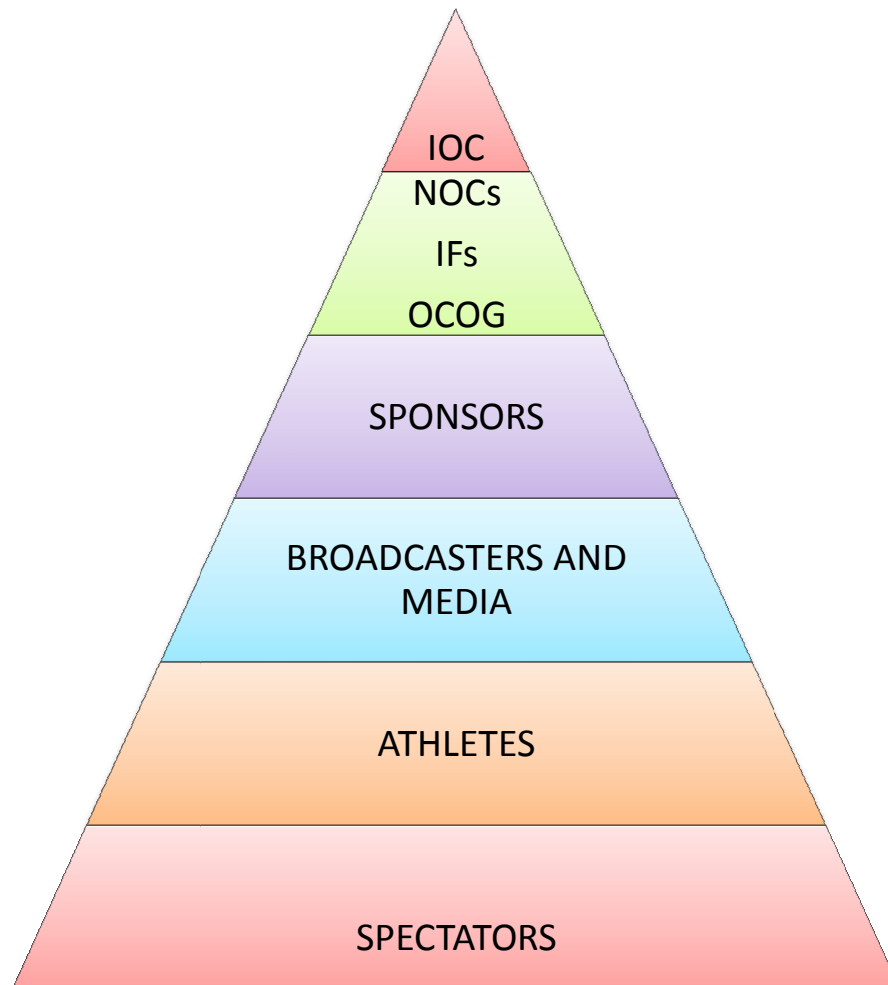 IOC
NOCs
IFs
OCOG
SPONSORS
BROADCASTERS AND
MEDIA
ATHLETES
SPECTATORS